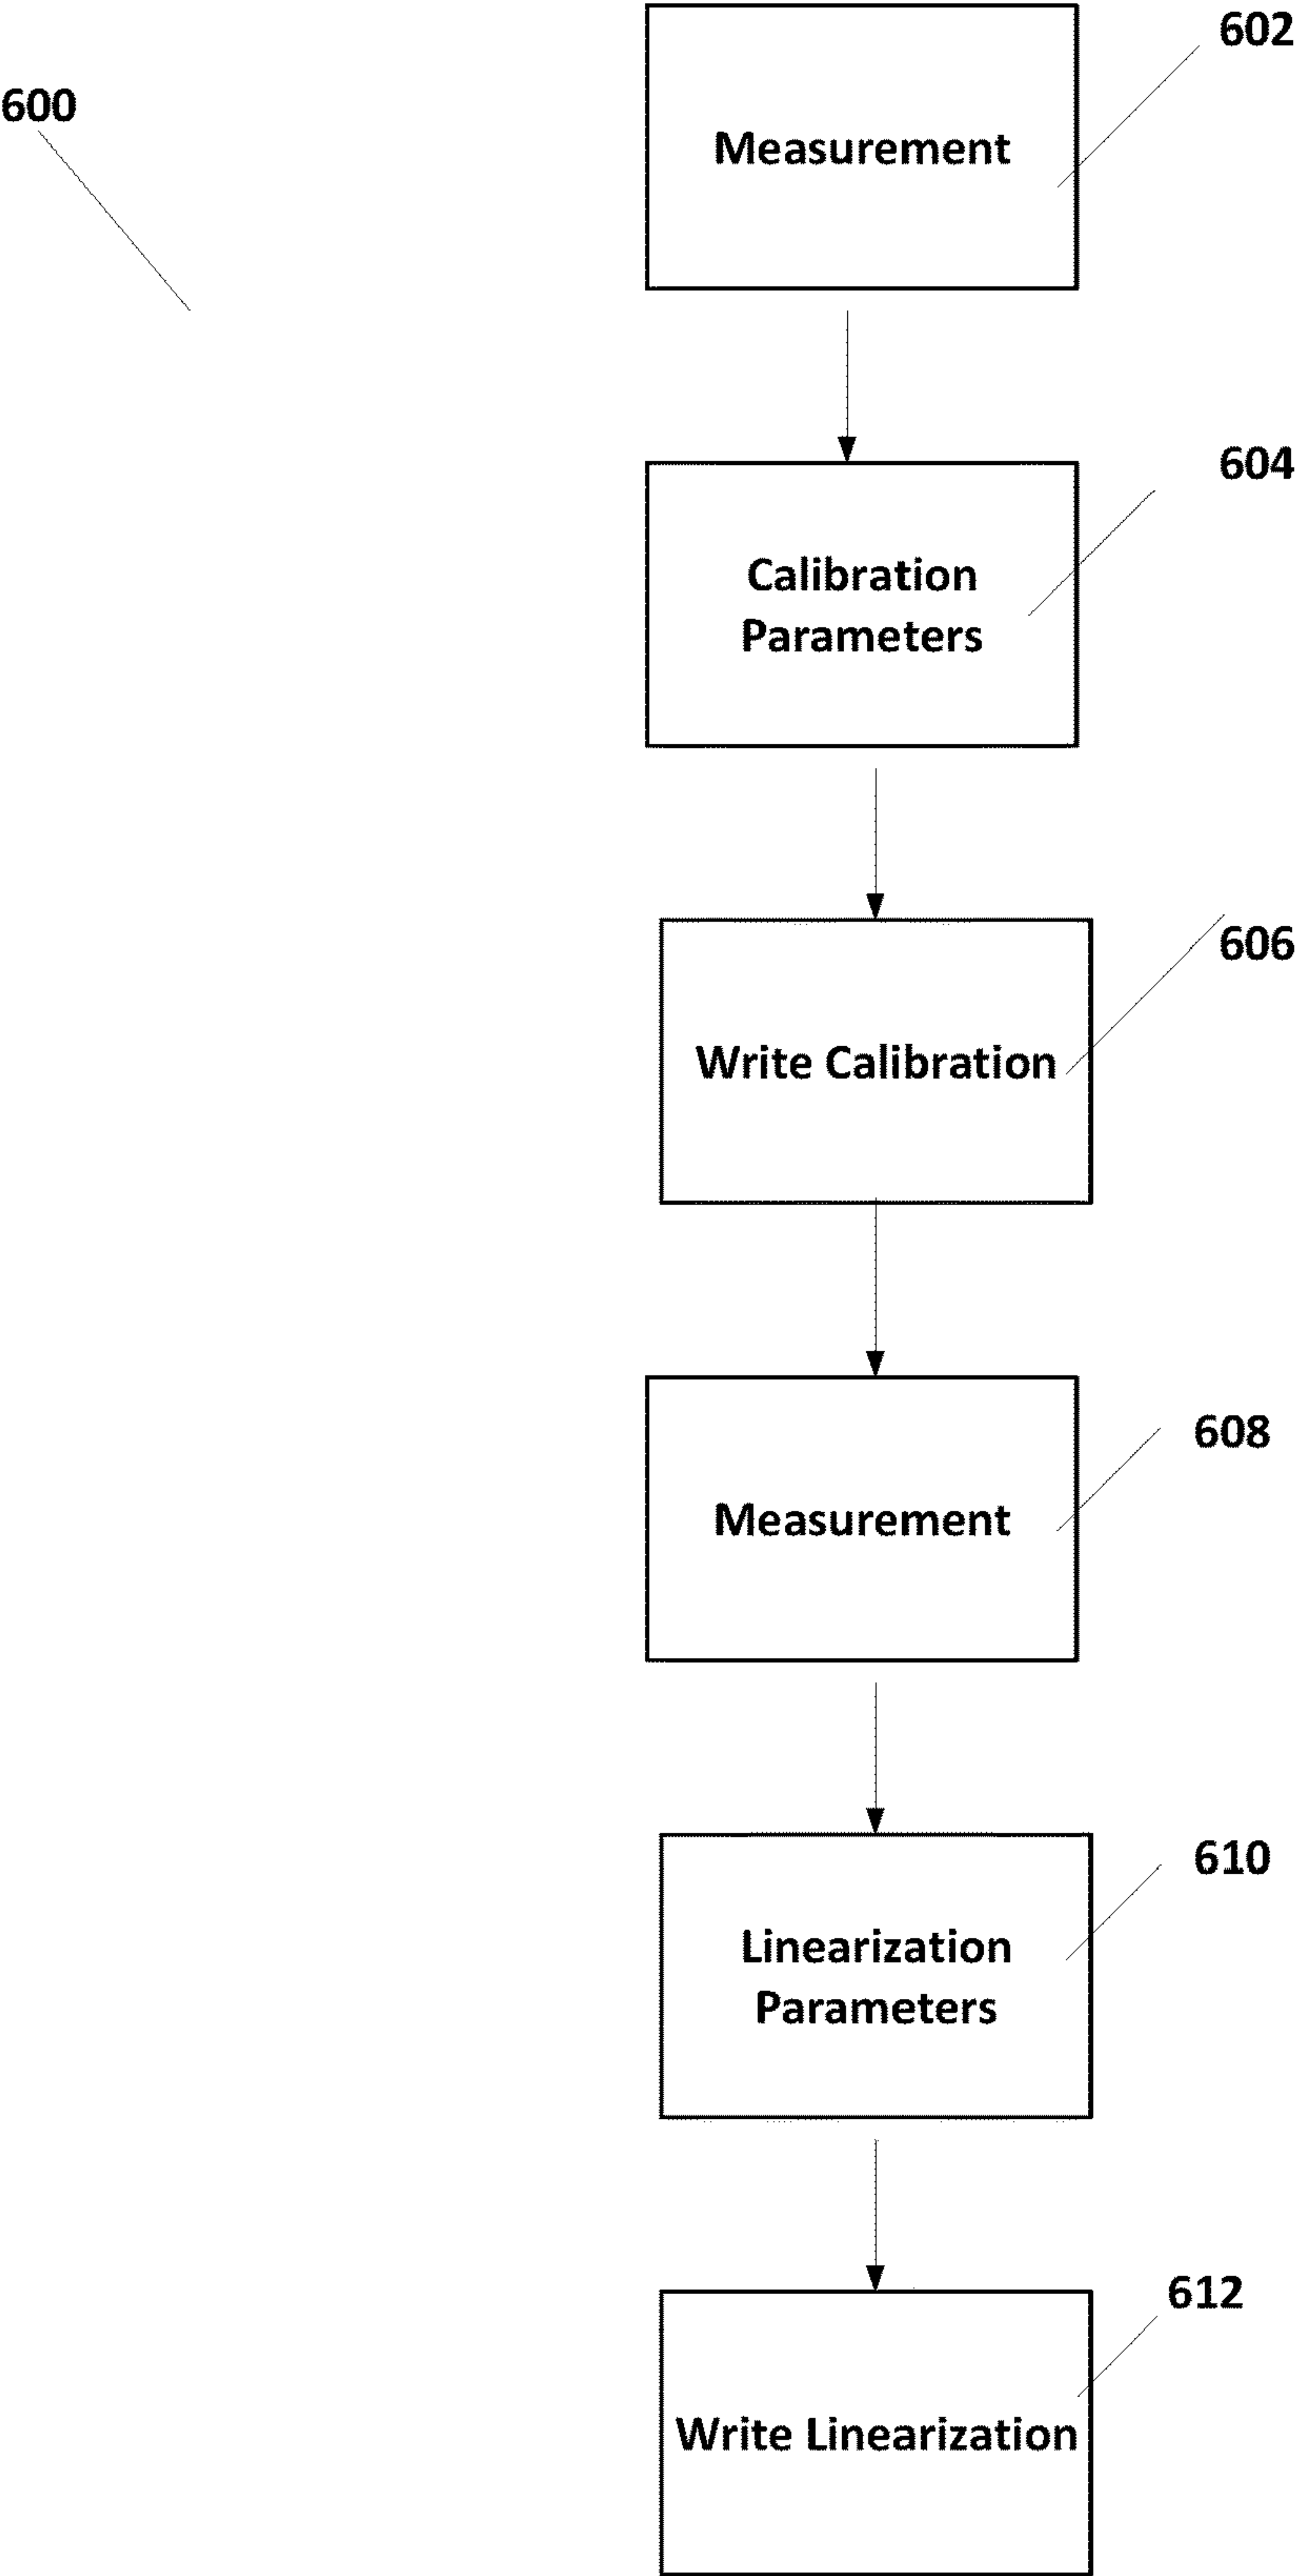 602
600
Measurement
604
Calibration
Parameters
606
Write Calibration
608
Measurement
610
Linearization
Parameters
612
Write Linearization